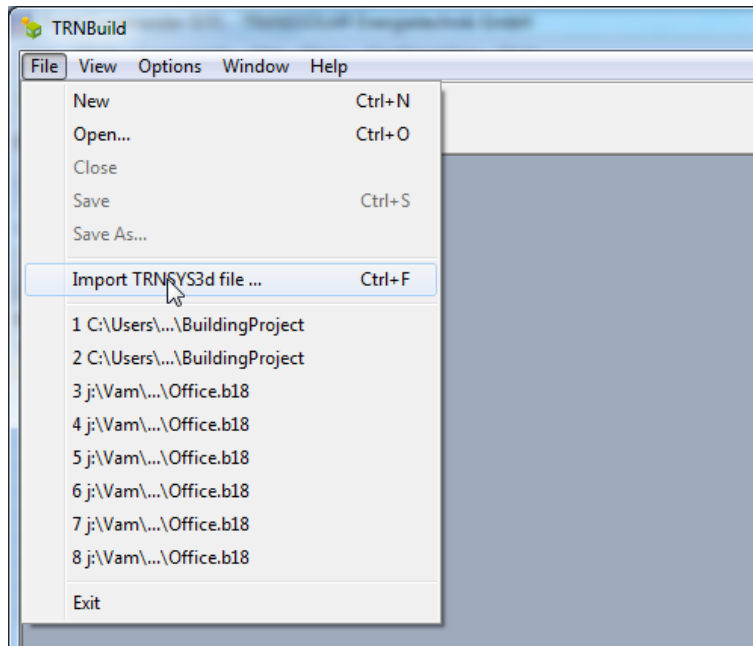 TRNBuild
File View Options Window Help
New Ctrl+N
Open... Ctrl+O
Close
Save Ctrl+S
Save As...
Import TRNSYS3d file ... Ctrl+F
1 C:\Users\...\BuildingProject
2 C:\Users\...\BuildingProject
3 j:\Vam\...\Office.b18
4 j:\Vam\...\Office.b18
5 j:\Vam\...\Office.b18
6 j:\Vam\...\Office.b18
7 j:\Vam\...\Office.b18
8 j:\Vam\...\Office.b18
Exit